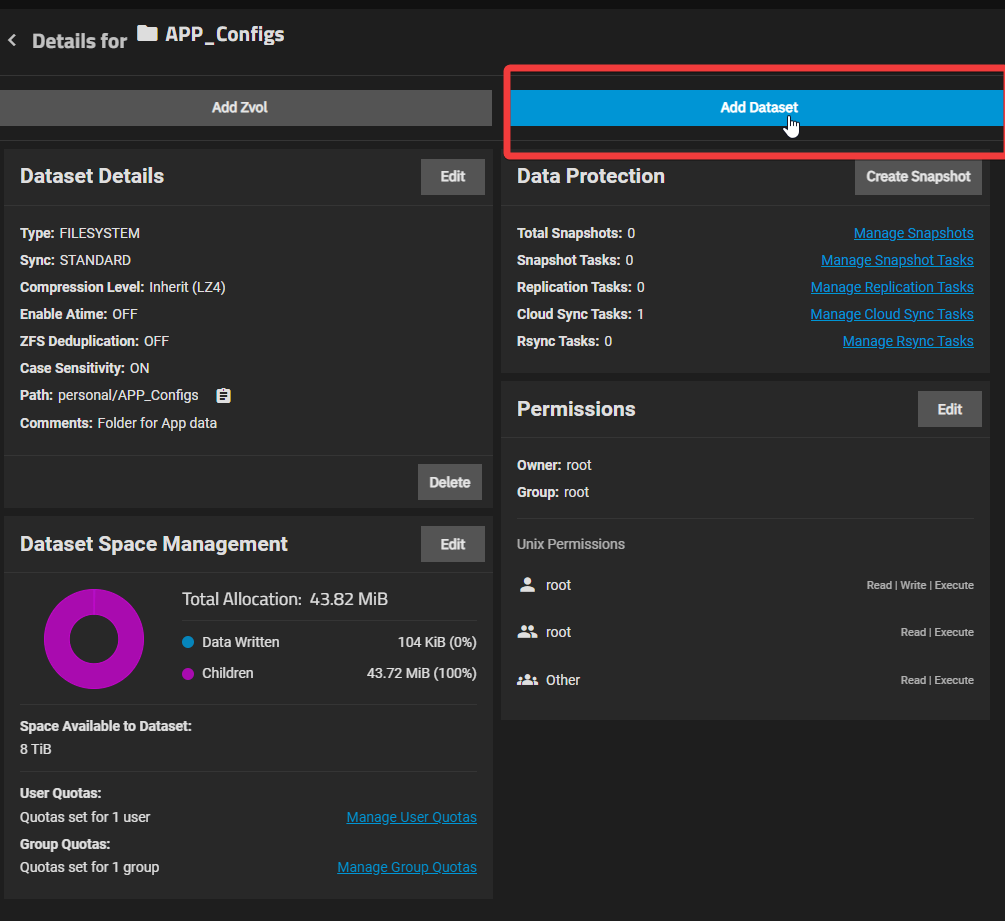 Details for APP_Configs
Add Zvol
Add Dataset
Dataset Details
Edit
Type: FILESYSTEM
Sync: STANDARD
Compression Level: Inherit (LZ4)
Enable Atime: OFF
ZFS Deduplication: OFF
Case Sensitivity: ON
Path: personal/APP_Configs
Comments: Folder for App data
Delete
Dataset Space Management
Edit
Total Allocation: 43.82 MiB
Data Written 104 KiB (0%)
Children 43.72 MiB (100%)
Space Available to Dataset:
8 TiB
User Quotas:
Quotas set for 1 user Manage User Quotas
Group Quotas:
Quotas set for 1 group Manage Group Quotas
Data Protection
Create Snapshot
Total Snapshots: 0 Manage Snapshots
Snapshot Tasks: 0 Manage Snapshot Tasks
Replication Tasks: 0 Manage Replication Tasks
Cloud Sync Tasks: 1 Manage Cloud Sync Tasks
Rsync Tasks: 0 Manage Rsync Tasks
Permissions
Edit
Owner: root
Group: root
Unix Permissions
root Read | Write | Execute
root Read | Execute
Other Read | Execute